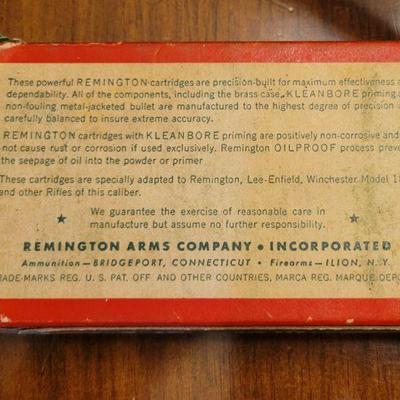 These powerful REMINGTON cartridges are precision-built for maximum effectiveness
dependability. All of the components, including the brass case, KLEANBORE priming
non-fouling metal-jacketed bullet are manufactured to the highest degree of precision
carefully balanced to insure extreme accuracy.
REMINGTON cartridges with KLEANBORE priming are positively non-corrosive and
not cause rust or corrosion if used exclusively. Remington OILPROOF process
the seepage of oil into the powder or primer
These cartridges are specially adapted to Remington, Lee-Enfield, Winchester Model
and other Rifles of this caliber.
We guarantee the exercise of reasonable care in
manufacture but assume no further responsibility.
REMINGTON ARMS COMPANY • INCORPORATED
Ammunition—BRIDGEPORT, CONNECTICUT • Firearms—ILION, N.Y.
TRADE-MARKS REG. U. S. PAT. OFF. AND OTHER COUNTRIES, MARCA REG. MARQUE DEPO